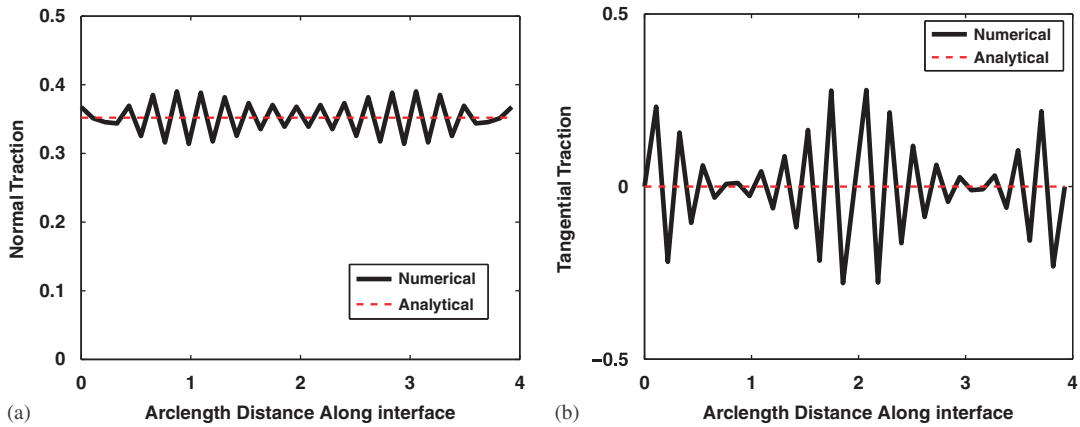 0.5
0.4
0.3
0.2
0.1
0
0
1
2
3
4
Normal Traction
Numerical
Analytical
Arclength Distance Along interface
(a)
0.5
0
−0.5
0
1
2
3
4
Tangential Traction
Numerical
Analytical
Arclength Distance Along interface
(b)